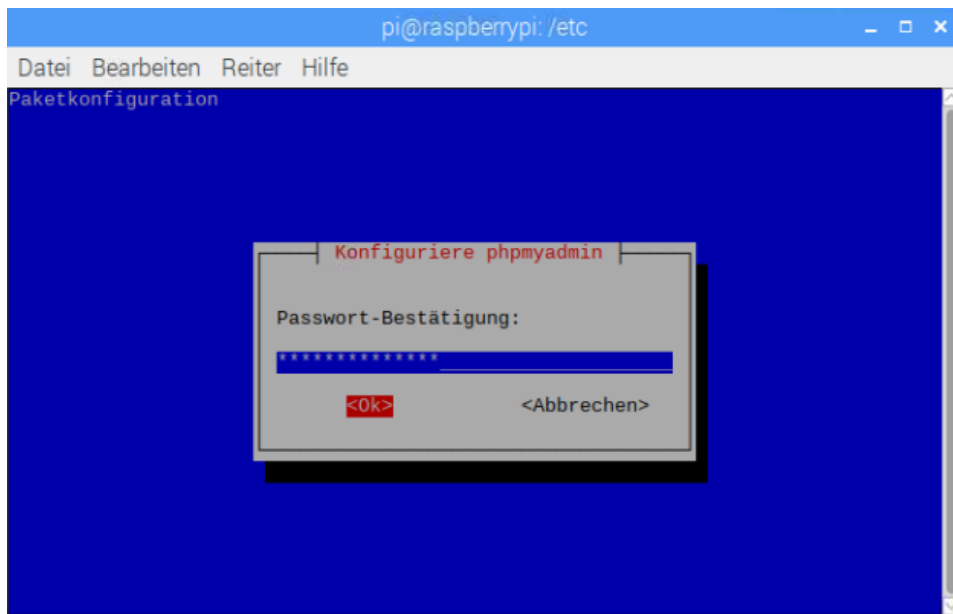 pi@raspberrypi: /etc
Datei Bearbeiten Reiter Hilfe
Paketkonfiguration
Konfiguriere phpmyadmin
Passwort-Bestätigung:
**************
<Ok> <Abbrechen>